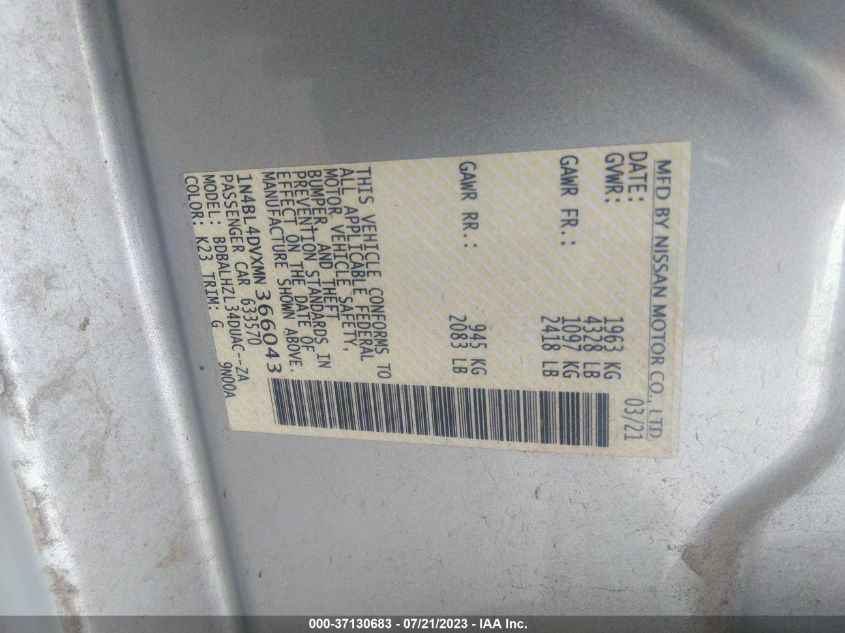 MFD BY NISSAN MOTOR CO., LTD.
DATE: 03/21
GVWR: 1963 KG
4328 LB
GAWR FR.: 1097 KG
2418 LB
GAWR RR.: 945 KG
2083 LB
THIS VEHICLE CONFORMS TO
ALL APPLICABLE FEDERAL
MOTOR VEHICLE SAFETY,
BUMPER, AND THEFT
PREVENTION STANDARDS IN
EFFECT ON THE DATE OF
MANUFACTURE SHOWN ABOVE.
1N4BL4DVXMN366043
PASSENGER CAR 633570
MODEL: BDBALHZL34DUAC--ZA
COLOR: K23 TRIM: G 9N00A
000-37130683 - 07/21/2023 - IAA Inc.